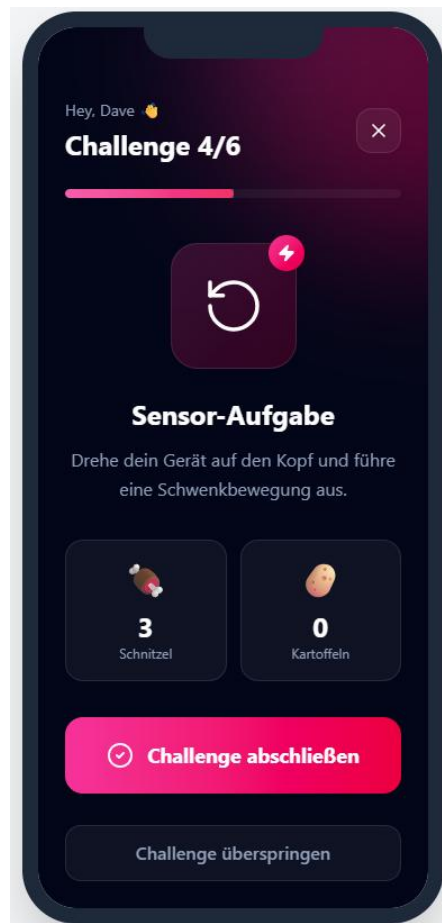 Hey, Dave 👋
Challenge 4/6
Sensor-Aufgabe
Drehe dein Gerät auf den Kopf und führe
eine Schwenkbewegung aus.
3
Schnitzel
0
Kartoffeln
Challenge abschließen
Challenge überspringen